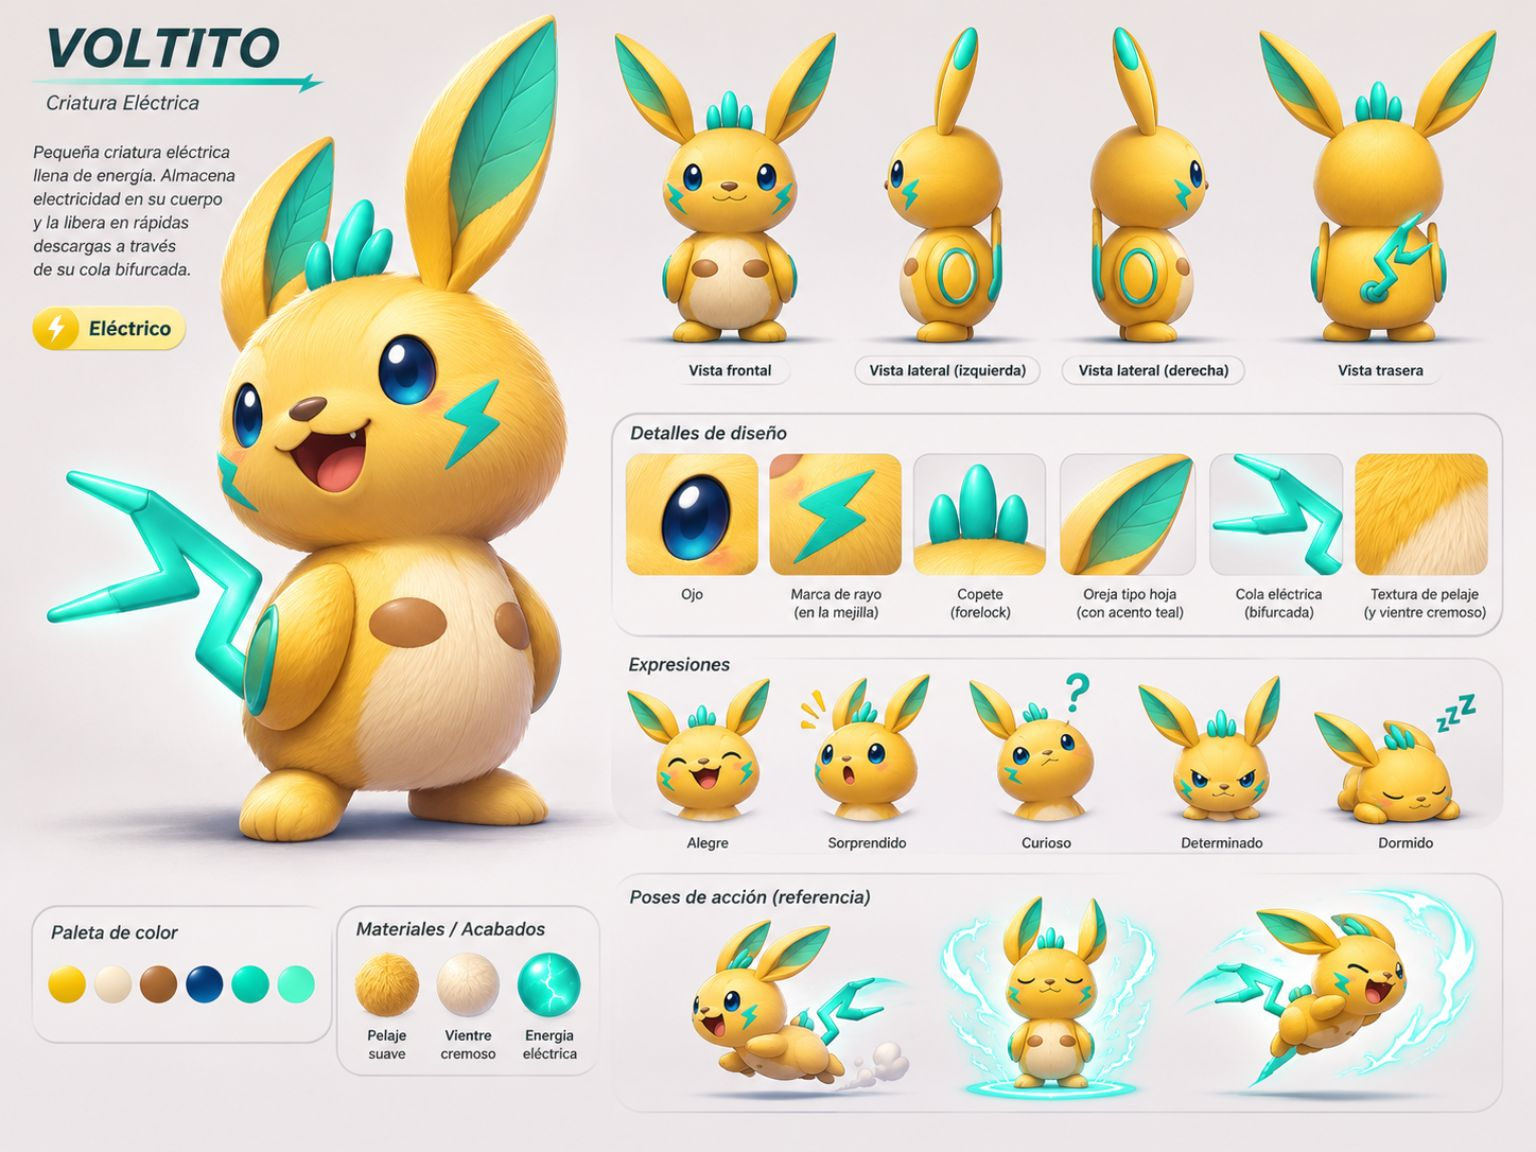 VOLTITO
Criatura Eléctrica
Pequeña criatura eléctrica
llena de energía. Almacena
electricidad en su cuerpo
y la libera en rápidas
descargas a través
de su cola bifurcada.
Eléctrico
Vista frontal
Vista lateral (izquierda)
Vista lateral (derecha)
Vista trasera
Detalles de diseño
Ojo
Marca de rayo
(en la mejilla)
Copete
(forelock)
Oreja tipo hoja
(con acento teal)
Cola eléctrica
(bifurcada)
Textura de pelaje
(y vientre cremoso)
Expresiones
?
zzZ
Alegre
Sorprendido
Curioso
Determinado
Dormido
Poses de acción (referencia)
Paleta de color
Materiales / Acabados
Pelaje
suave
Vientre
cremoso
Energía
eléctrica